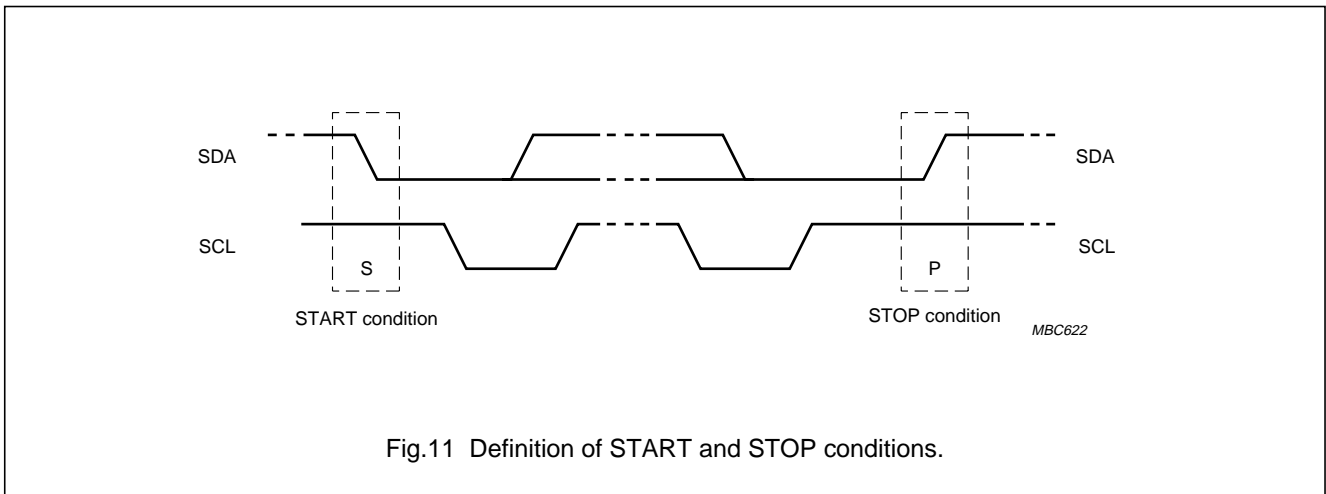 SDA
SDA
SCL
SCL
S
P
START condition
STOP condition
MBC622
Fig.11 Definition of START and STOP conditions.